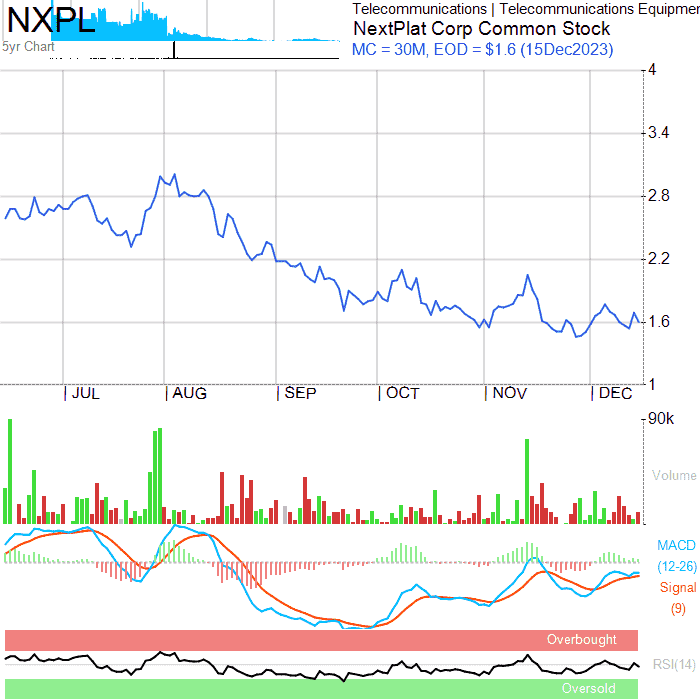 NXPL
5yr Chart
Telecommunications | Telecommunications Equipmen
NextPlat Corp Common Stock
MC = 30M, EOD = $1.6 (15Dec2023)
4
3.4
2.8
2.2
1.6
1
JUL
AUG
SEP
OCT
NOV
DEC
90k
Volume
MACD
(12-26)
Signal
(9)
Overbought
RSI(14)
Oversold